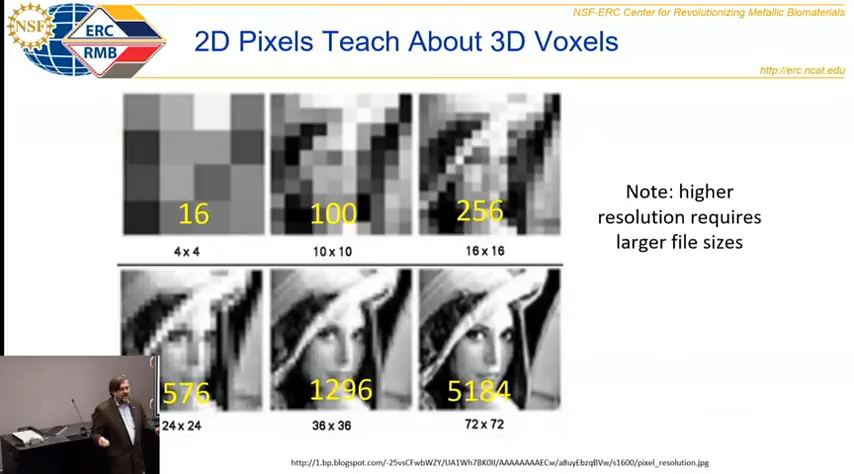 NSF-ERC Center for Revolutionizing Metallic Biomaterials
NSF
ERC
RMB
2D Pixels Teach About 3D Voxels
http://erc.ncat.edu
16
100
256
4 x 4
10 x 10
16 x 16
Note: higher
resolution requires
larger file sizes
576
1296
5184
24 x 24
36 x 36
72 x 72
http://1.bp.blogspot.com/-25vsCFwbWZY/UA1Wh7BK0II/AAAAAAAAECw/a8uyEbzqBVw/s1600/pixel_resolution.jpg